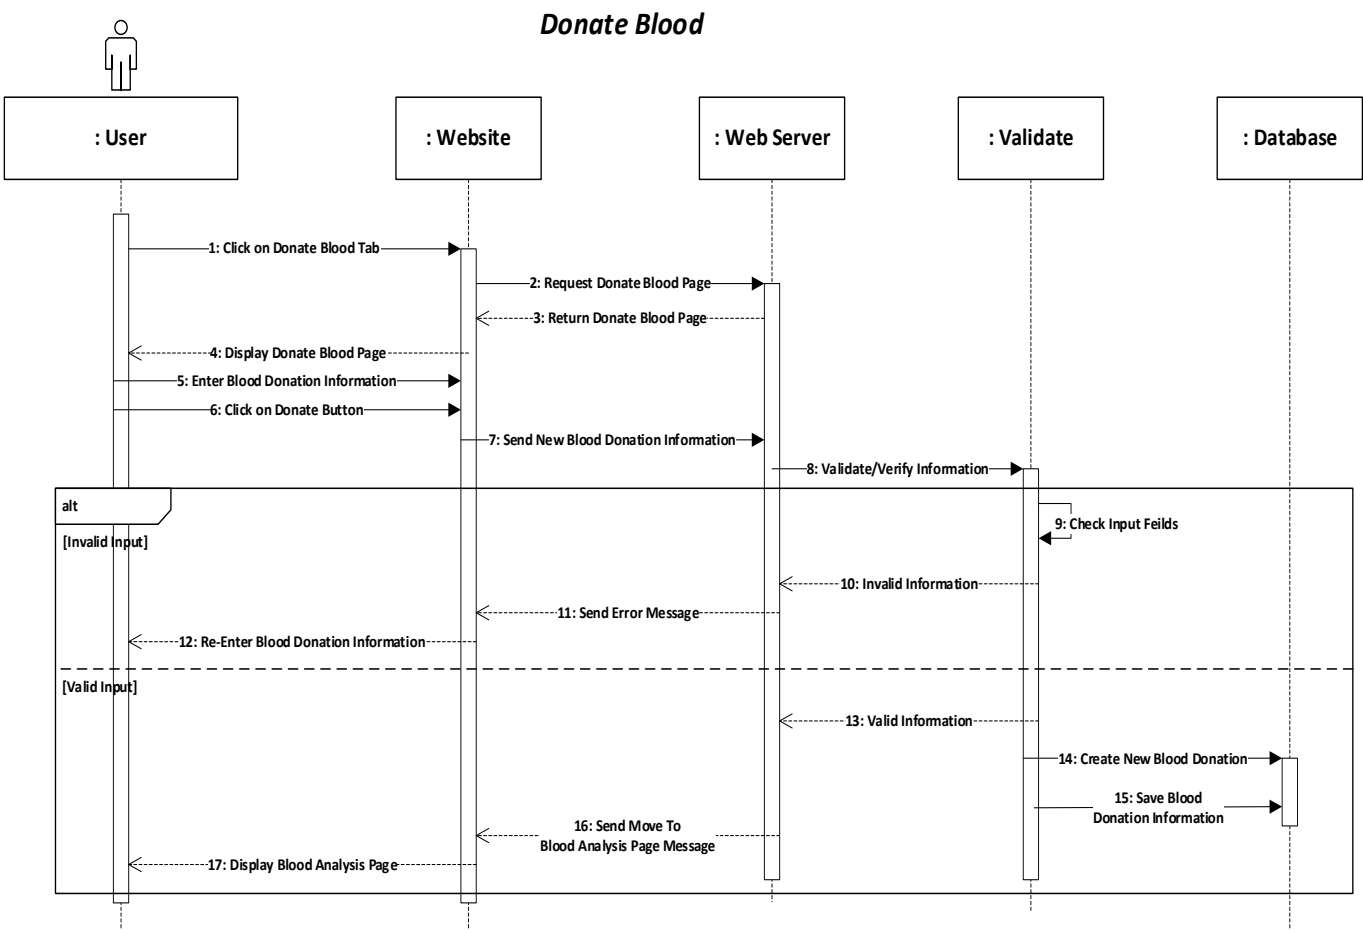 Donate Blood
: User
: Website
: Web Server
: Validate
: Database
1: Click on Donate Blood Tab
2: Request Donate Blood Page
3: Return Donate Blood Page
4: Display Donate Blood Page
5: Enter Blood Donation Information
6: Click on Donate Button
7: Send New Blood Donation Information
8: Validate/Verify Information
alt
9: Check Input Feilds
[Invalid Input]
10: Invalid Information
11: Send Error Message
12: Re-Enter Blood Donation Information
[Valid Input]
13: Valid Information
14: Create New Blood Donation
15: Save Blood
Donation Information
16: Send Move To
Blood Analysis Page Message
17: Display Blood Analysis Page